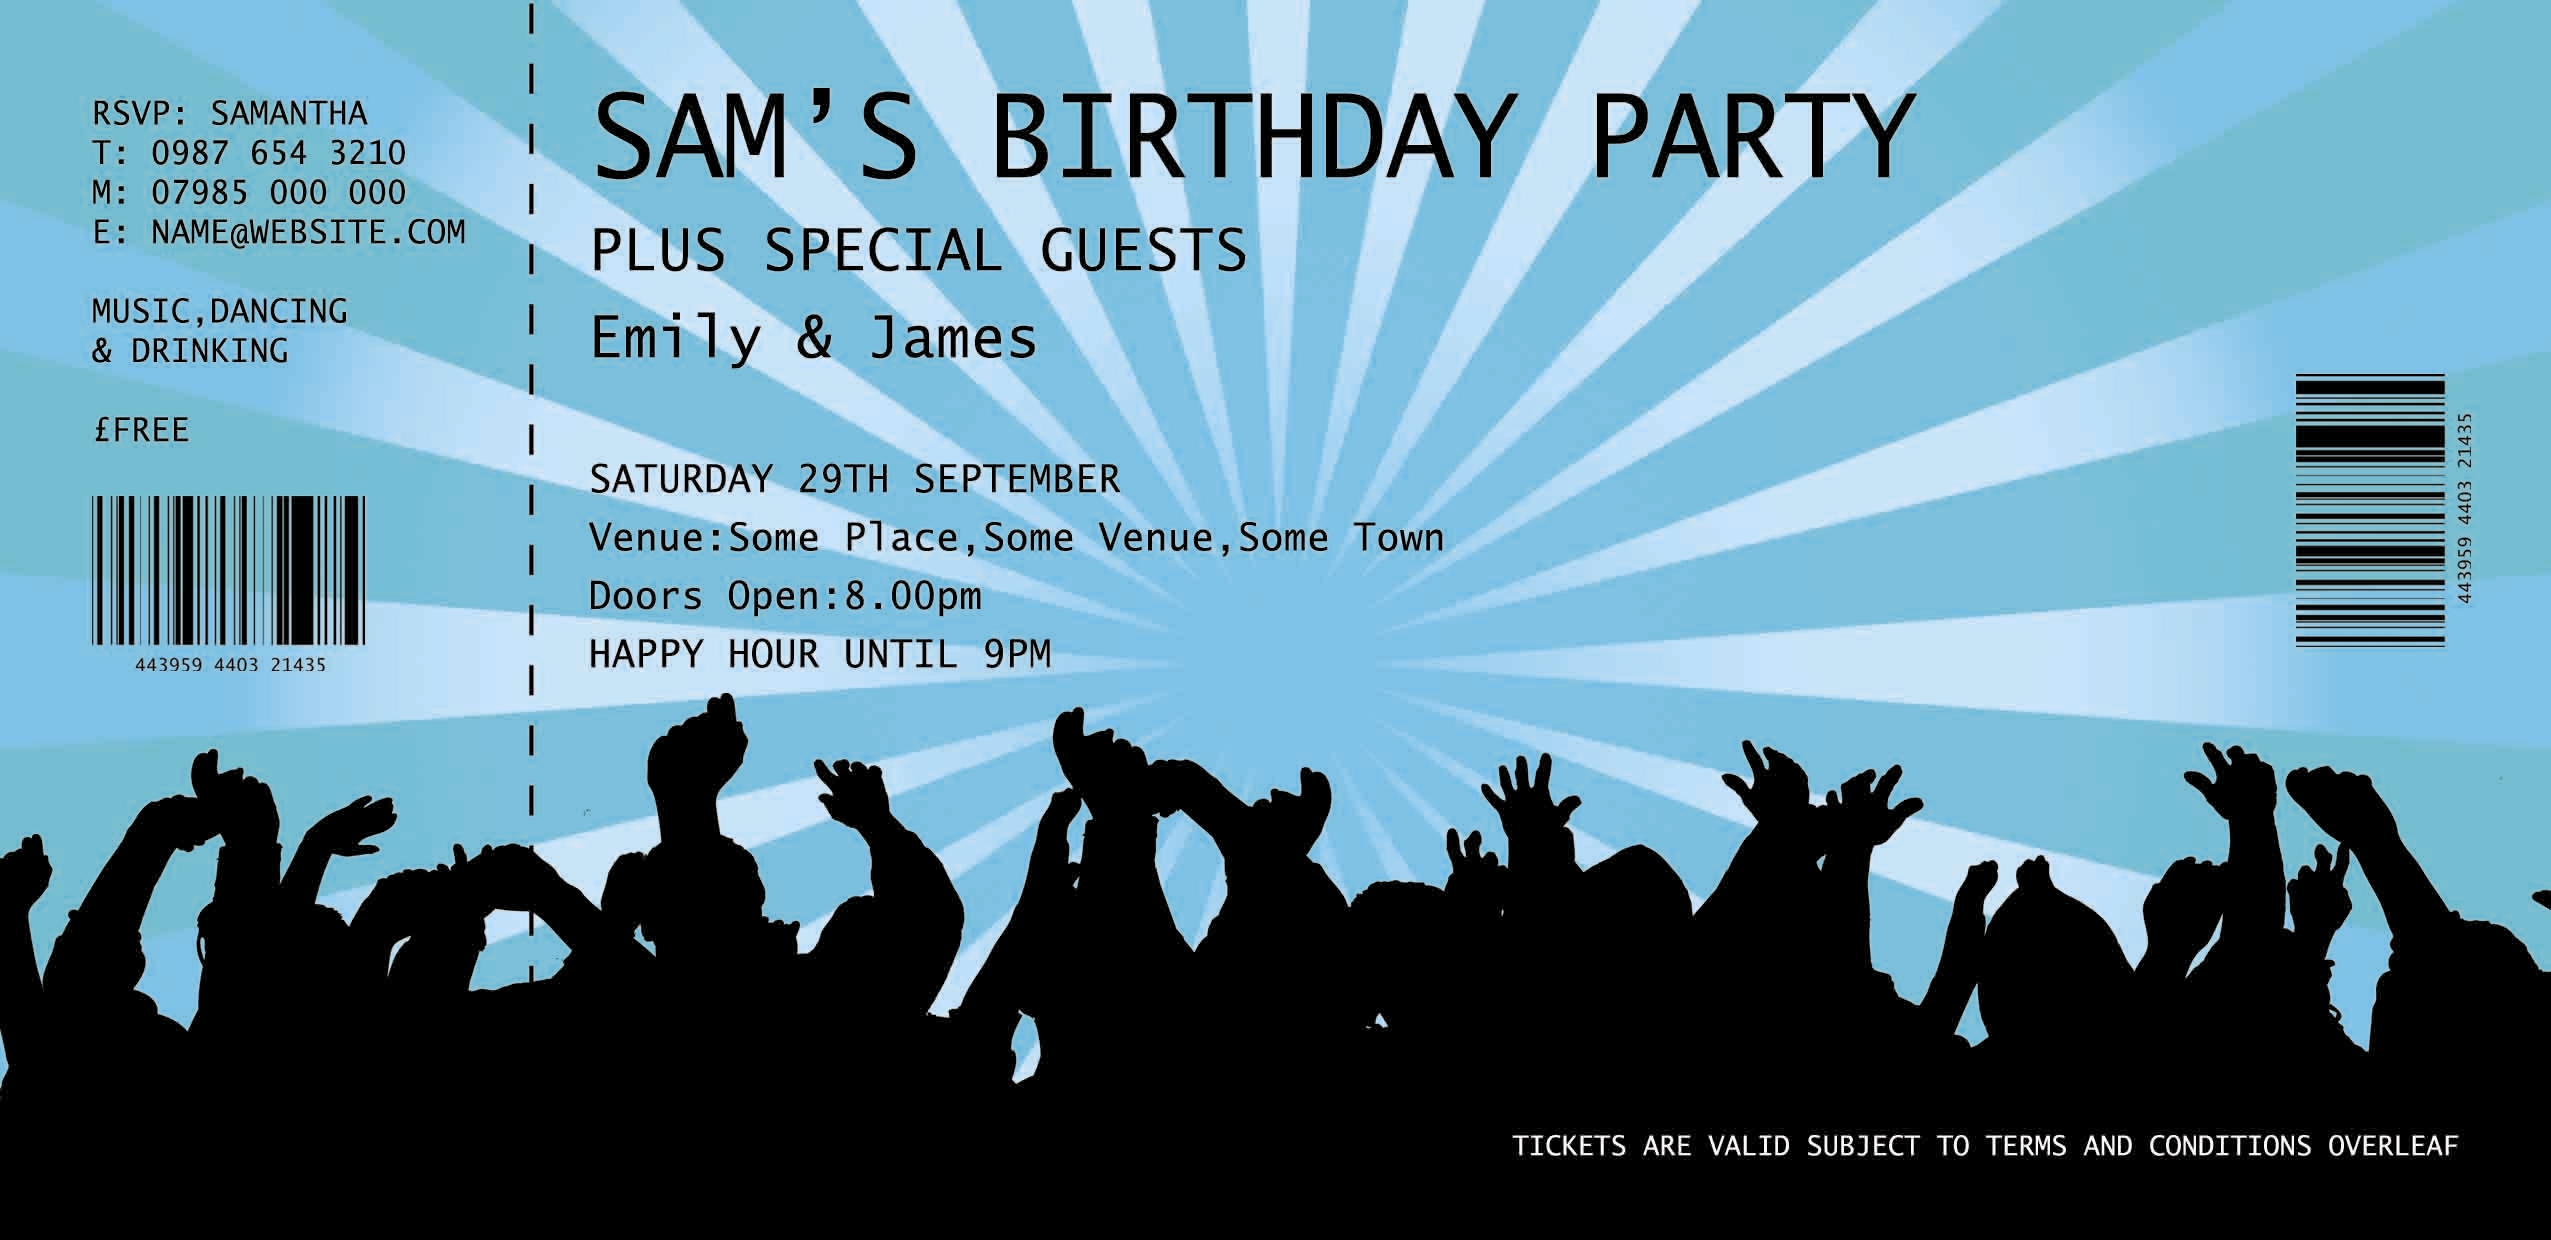 RSVP: SAMANTHA
T: 0987 654 3210
M: 07985 000 000
E: NAME@WEBSITE.COM
MUSIC,DANCING
& DRINKING
£FREE
443959 4403 21435
SAM’S BIRTHDAY PARTY
PLUS SPECIAL GUESTS
Emily & James
SATURDAY 29TH SEPTEMBER
Venue:Some Place,Some Venue,Some Town
Doors Open:8.00pm
HAPPY HOUR UNTIL 9PM
443959 4403 21435
TICKETS ARE VALID SUBJECT TO TERMS AND CONDITIONS OVERLEAF